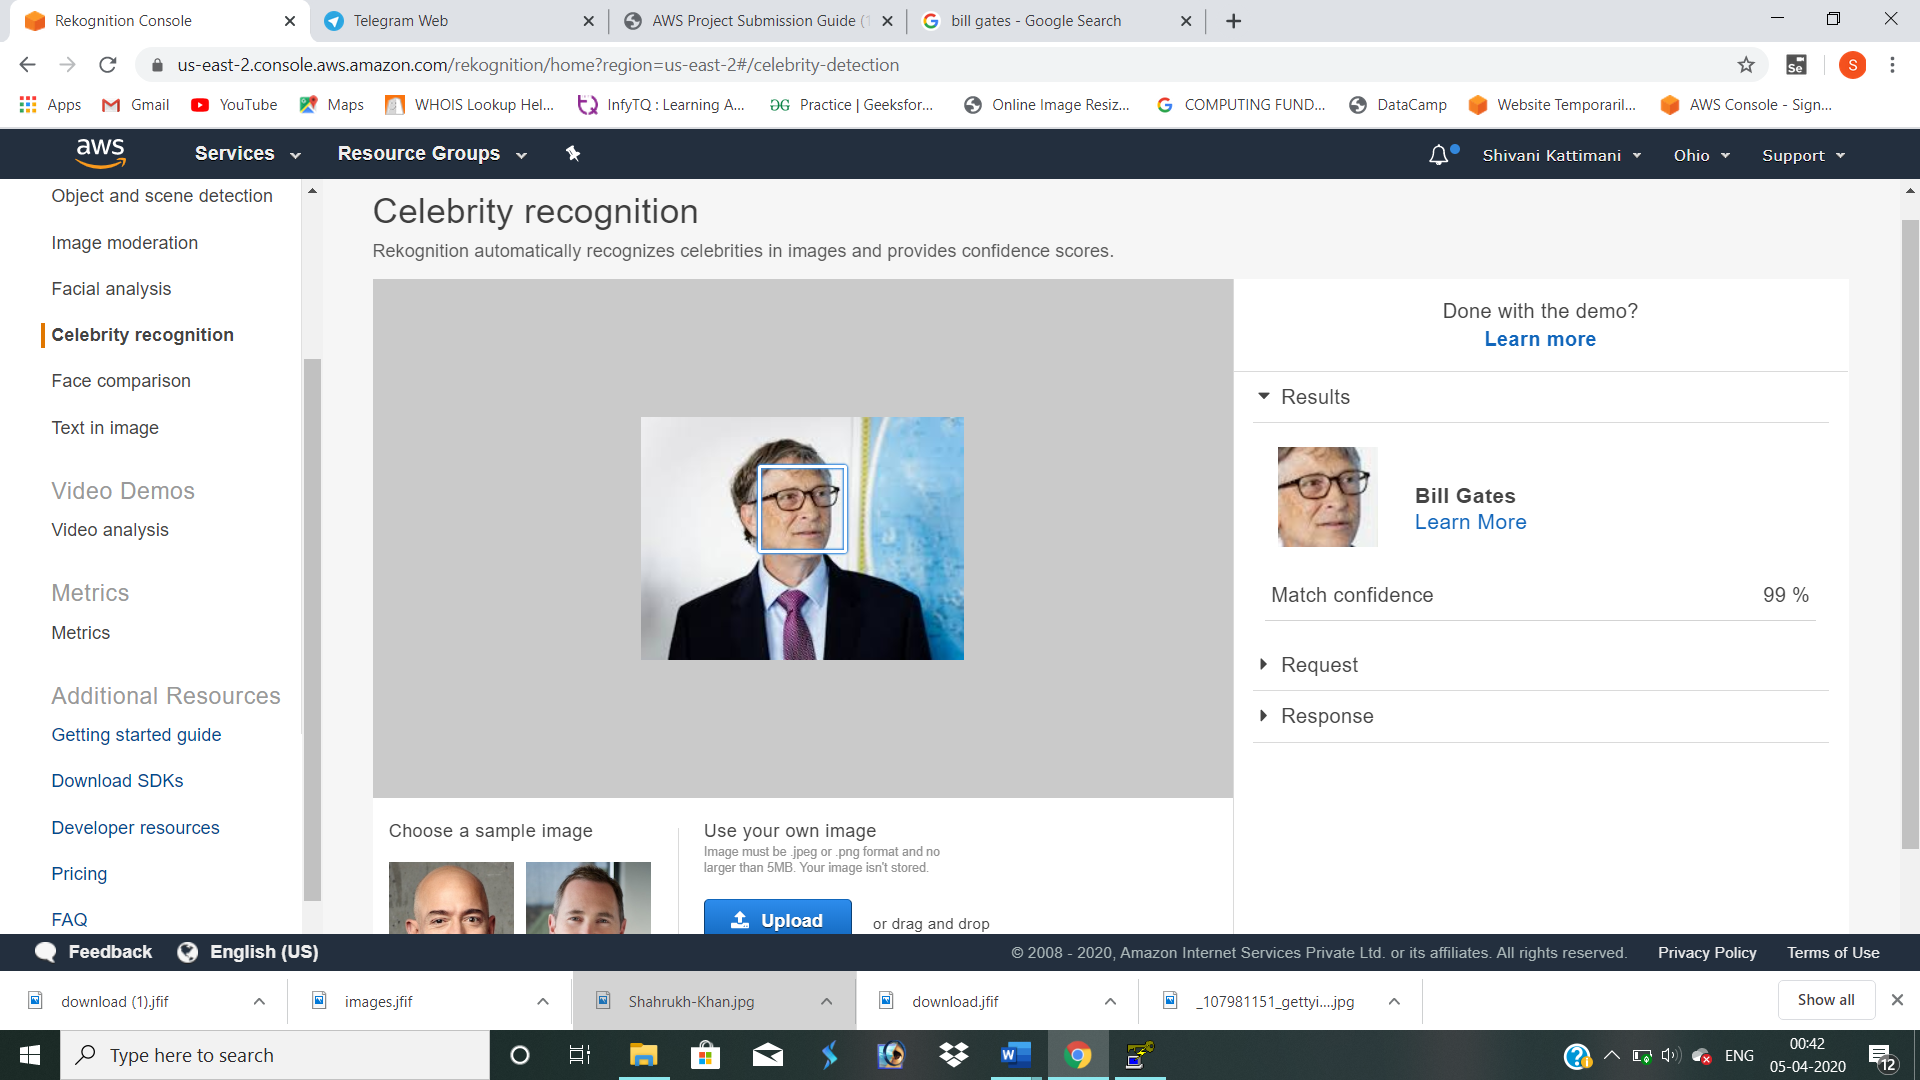 Rekognition Console
Telegram Web
AWS Project Submission Guide (1
bill gates - Google Search
us-east-2.console.aws.amazon.com/rekognition/home?region=us-east-2#/celebrity-detection
Se
S
Apps
Gmail
YouTube
Maps
WHOIS Lookup Hel...
InfyTQ : Learning A...
Practice | Geeksfor...
Online Image Resiz...
COMPUTING FUND...
DataCamp
Website Temporaril...
AWS Console - Sign...
aws
Services
Resource Groups
Shivani Kattimani
Ohio
Support
Object and scene detection
Image moderation
Facial analysis
Celebrity recognition
Face comparison
Text in image
Video Demos
Video analysis
Metrics
Metrics
Additional Resources
Getting started guide
Download SDKs
Developer resources
Pricing
FAQ
Celebrity recognition
Rekognition automatically recognizes celebrities in images and provides confidence scores.
Done with the demo?
Learn more
Results
Bill Gates
Learn More
Match confidence 99 %
Request
Response
Choose a sample image
Use your own image
Image must be .jpeg or .png format and no
larger than 5MB. Your image isn't stored.
Upload
or drag and drop
Feedback
English (US)
© 2008 - 2020, Amazon Internet Services Private Ltd. or its affiliates. All rights reserved.
Privacy Policy
Terms of Use
download (1).jfif
images.jfif
Shahrukh-Khan.jpg
download.jfif
_107981151_gettyi....jpg
Show all
Type here to search
ENG
00:42
05-04-2020
12